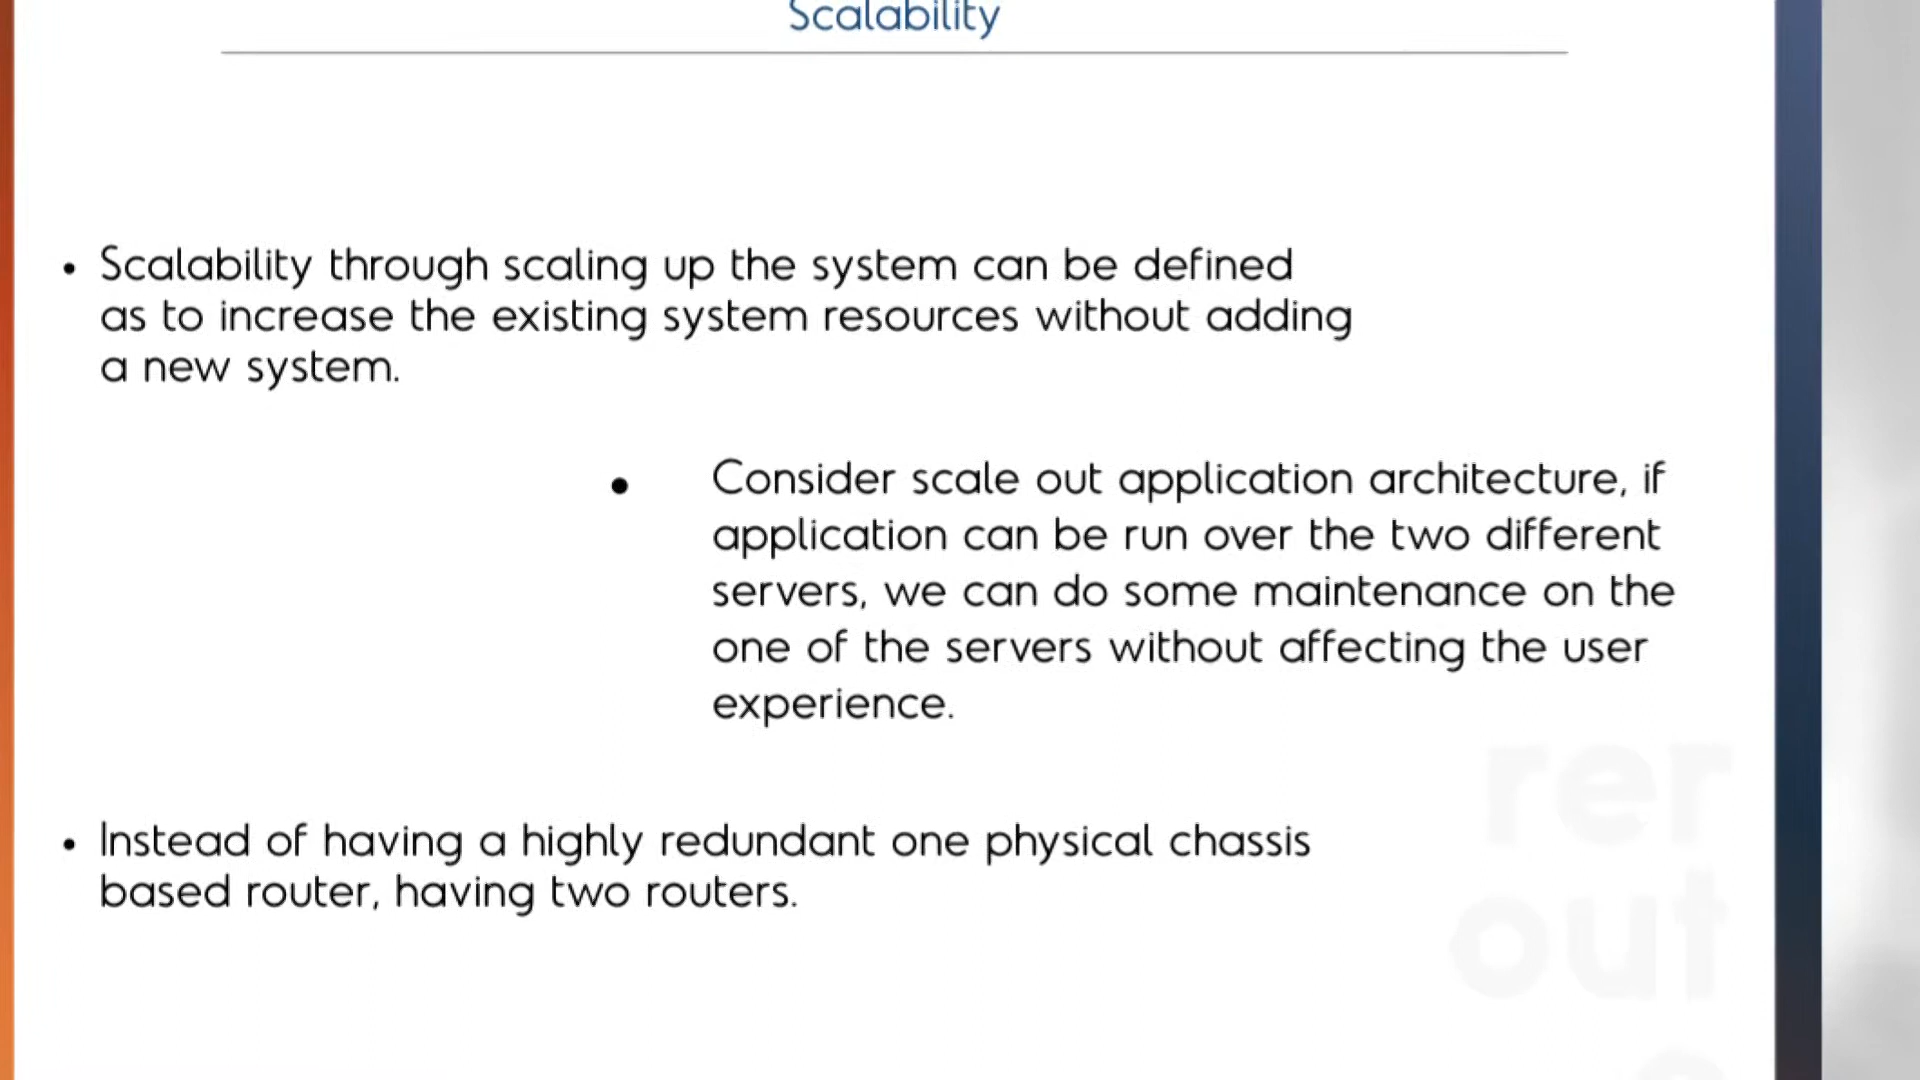 Scalability
• Scalability through scaling up the system can be defined
as to increase the existing system resources without adding
a new system.
• Consider scale out application architecture, if
application can be run over the two different
servers, we can do some maintenance on the
one of the servers without affecting the user
experience.
• Instead of having a highly redundant one physical chassis
based router, having two routers.
rer
out